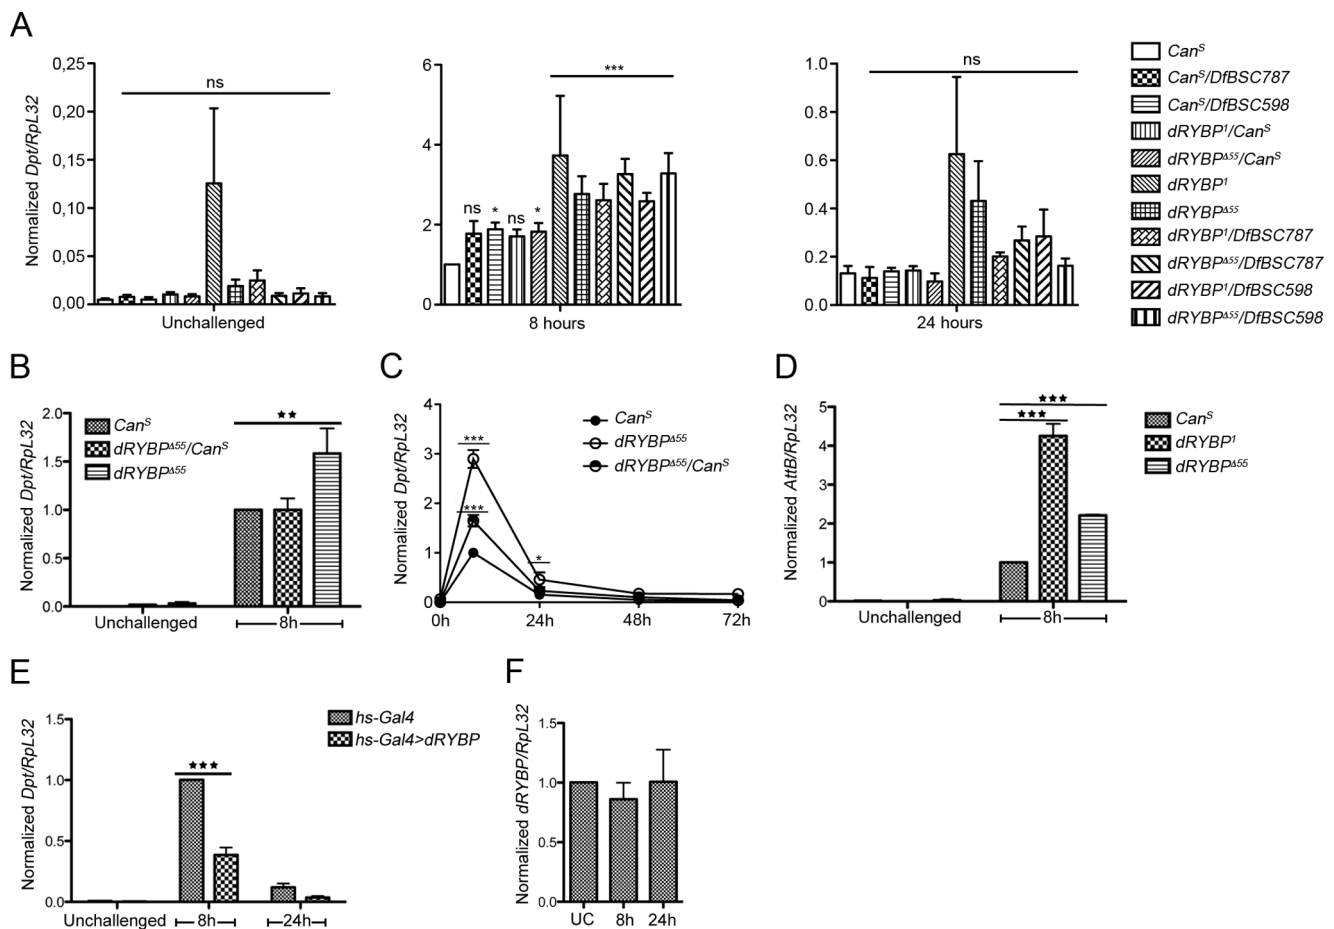 A
Normalized Dpt/RpL32
0,25
0,20
0,15
0,10
0,05
0,00
ns
Unchallenged
6
4
2
0
ns
*
ns
*
***
8 hours
1.0
0.8
0.6
0.4
0.2
0.0
ns
24 hours
Can^S
Can^S/DfBSC787
Can^S/DfBSC598
dRYBP^1/Can^S
dRYBP^Δ55/Can^S
dRYBP^1
dRYBP^Δ55
dRYBP^1/DfBSC787
dRYBP^Δ55/DfBSC787
dRYBP^1/DfBSC598
dRYBP^Δ55/DfBSC598
B
Normalized Dpt/RpL32
2.0
1.5
1.0
0.5
0.0
Can^S
dRYBP^Δ55/Can^S
dRYBP^Δ55
★★
Unchallenged
8h
C
Normalized Dpt/RpL32
4
3
2
1
0
***
***
*
Can^S
dRYBP^Δ55
dRYBP^Δ55/Can^S
0h
24h
48h
72h
D
Normalized AttB/RpL32
5
4
3
2
1
0
★★★
★★★
Can^S
dRYBP^1
dRYBP^Δ55
Unchallenged
8h
E
Normalized Dpt/RpL32
1.5
1.0
0.5
0.0
★★★
hs-Gal4
hs-Gal4>dRYBP
Unchallenged
8h
24h
F
Normalized dRYBP/RpL32
1.5
1.0
0.5
0.0
UC
8h
24h